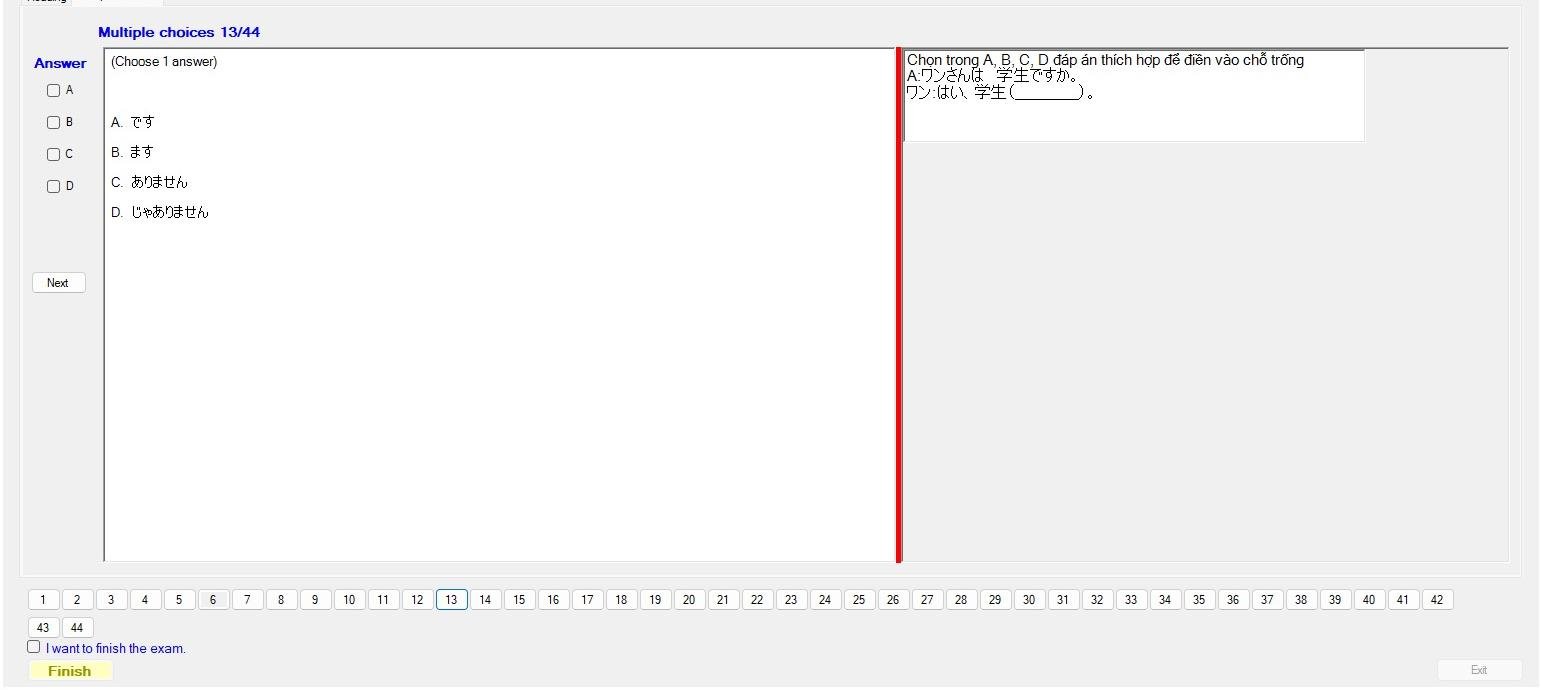 Multiple choices 13/44
Answer
(Choose 1 answer)
A
B
C
D
A. です
B. ます
C. ありません
D. じゃありません
Next
Chọn trong A, B, C, D đáp án thích hợp để điền vào chỗ trống
A:ワンさんは 学生ですか。
ワン:はい、学生(________)。
1 2 3 4 5 6 7 8 9 10 11 12 13 14 15 16 17 18 19 20 21 22 23 24 25 26 27 28 29 30 31 32 33 34 35 36 37 38 39 40 41 42
43 44
I want to finish the exam.
Finish
Exit